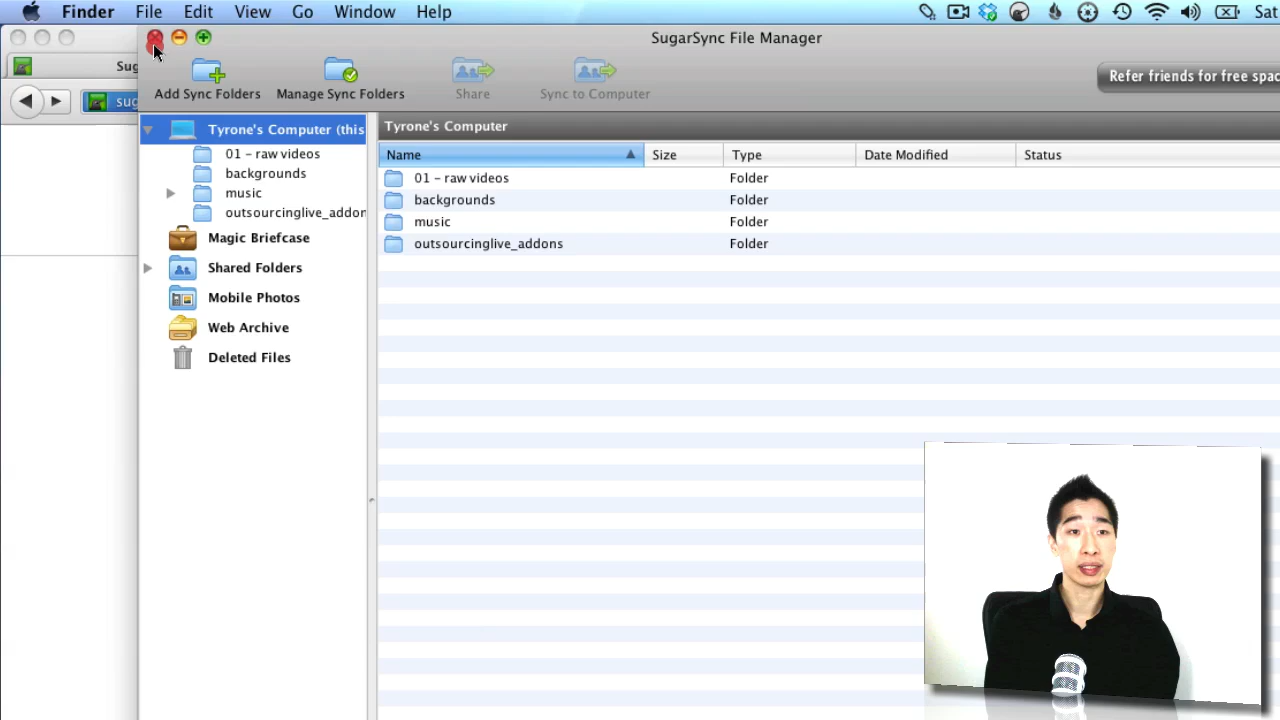 Finder File Edit View Go Window Help Sat
SugarSync File Manager
Sug
Add Sync Folders Manage Sync Folders Share Sync to Computer
Refer friends for free spac
sug
Tyrone's Computer (this
01 - raw videos
backgrounds
music
outsourcinglive_addon
Magic Briefcase
Shared Folders
Mobile Photos
Web Archive
Deleted Files
Tyrone's Computer
Name Size Type Date Modified Status
01 - raw videos Folder
backgrounds Folder
music Folder
outsourcinglive_addons Folder